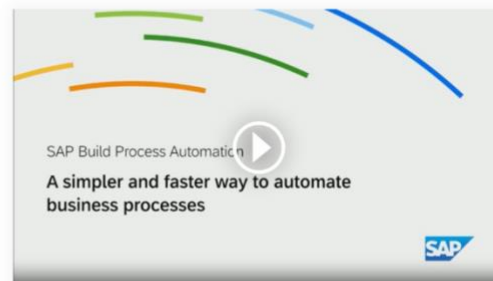 SAP Build Process Automation
A simpler and faster way to automate
business processes
SAP